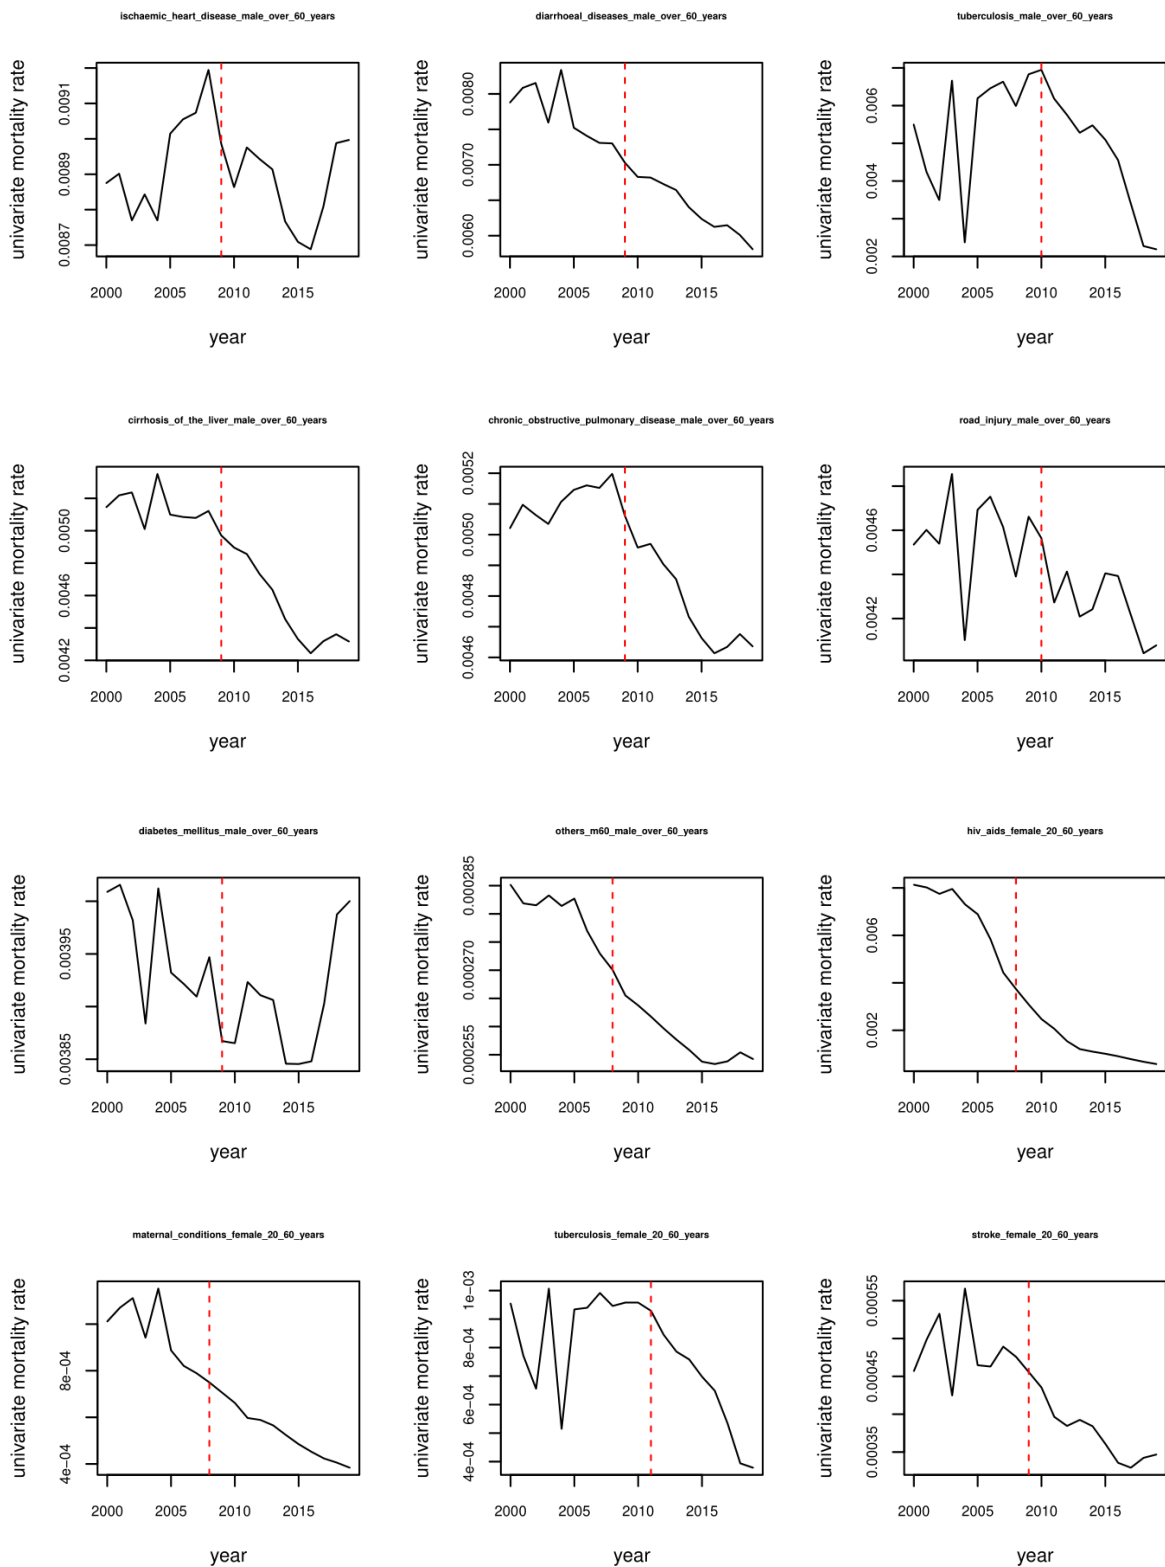 ischaemic_heart_disease_male_over_60_years
univariate mortality rate
0.0087 0.0089 0.0091
2000 2005 2010 2015
year
diarrhoeal_diseases_male_over_60_years
univariate mortality rate
0.0060 0.0070 0.0080
2000 2005 2010 2015
year
tuberculosis_male_over_60_years
univariate mortality rate
0.002 0.004 0.006
2000 2005 2010 2015
year
cirrhosis_of_the_liver_male_over_60_years
univariate mortality rate
0.0042 0.0046 0.0050
2000 2005 2010 2015
year
chronic_obstructive_pulmonary_disease_male_over_60_years
univariate mortality rate
0.0046 0.0048 0.0050 0.0052
2000 2005 2010 2015
year
road_injury_male_over_60_years
univariate mortality rate
0.0042 0.0046
2000 2005 2010 2015
year
diabetes_mellitus_male_over_60_years
univariate mortality rate
0.00385 0.00395
2000 2005 2010 2015
year
others_m60_male_over_60_years
univariate mortality rate
0.000255 0.000270 0.000285
2000 2005 2010 2015
year
hiv_aids_female_20_60_years
univariate mortality rate
0.002 0.006
2000 2005 2010 2015
year
maternal_conditions_female_20_60_years
univariate mortality rate
4e−04 8e−04
2000 2005 2010 2015
year
tuberculosis_female_20_60_years
univariate mortality rate
4e−04 6e−04 8e−04 1e−03
2000 2005 2010 2015
year
stroke_female_20_60_years
univariate mortality rate
0.00035 0.00045 0.00055
2000 2005 2010 2015
year